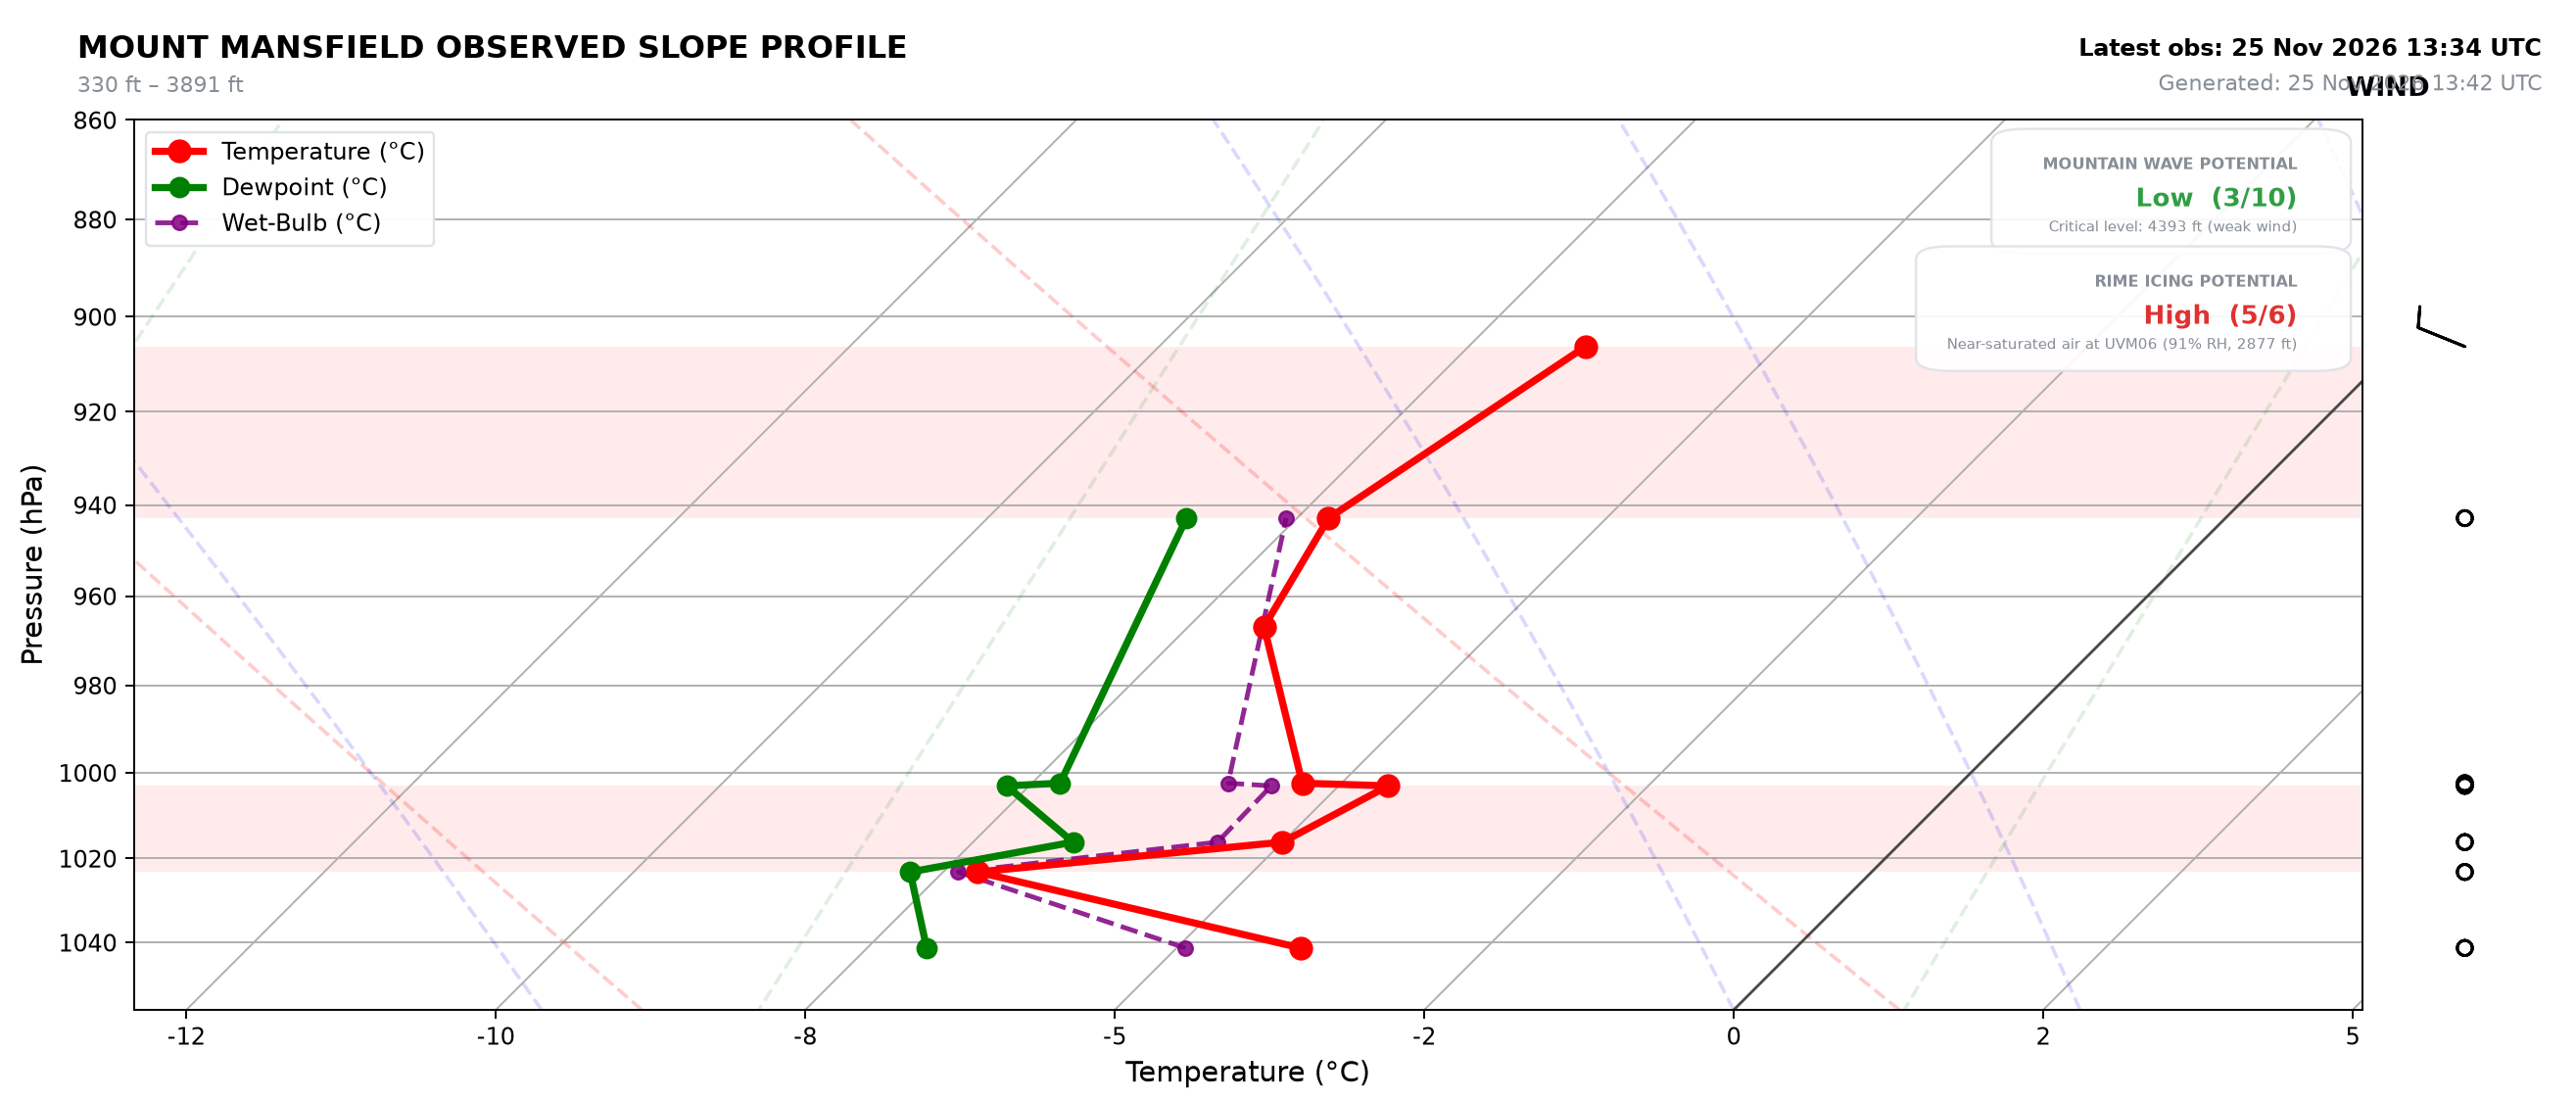 MOUNT MANSFIELD OBSERVED SLOPE PROFILE
330 ft – 3891 ft
Latest obs: 25 Nov 2026 13:34 UTC
Generated: 25 Nov 2026 13:42 UTC
WIND
Temperature (°C)
Dewpoint (°C)
Wet-Bulb (°C)
MOUNTAIN WAVE POTENTIAL
Low (3/10)
Critical level: 4393 ft (weak wind)
RIME ICING POTENTIAL
High (5/6)
Near-saturated air at UVM06 (91% RH, 2877 ft)
Pressure (hPa)
860
880
900
920
940
960
980
1000
1020
1040
-12 -10 -8 -5 -2 0 2 5
Temperature (°C)